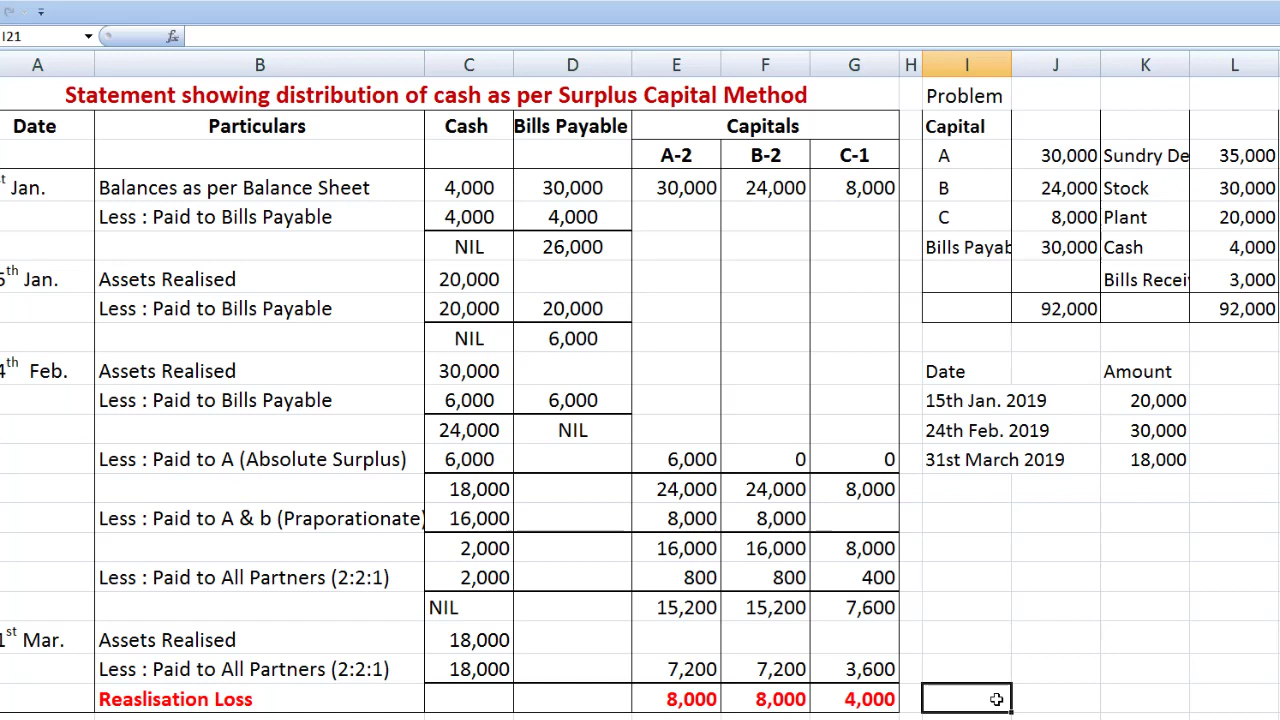 I21 fx
A B C D E F G H I J K L
Statement showing distribution of cash as per Surplus Capital Method Problem
Date Particulars Cash Bills Payable Capitals Capital
A-2 B-2 C-1 A 30,000 Sundry De 35,000
st Jan. Balances as per Balance Sheet 4,000 30,000 30,000 24,000 8,000 B 24,000 Stock 30,000
Less : Paid to Bills Payable 4,000 4,000 C 8,000 Plant 20,000
NIL 26,000 Bills Payab 30,000 Cash 4,000
5th Jan. Assets Realised 20,000 Bills Recei 3,000
Less : Paid to Bills Payable 20,000 20,000 92,000 92,000
NIL 6,000
4th Feb. Assets Realised 30,000 Date Amount
Less : Paid to Bills Payable 6,000 6,000 15th Jan. 2019 20,000
24,000 NIL 24th Feb. 2019 30,000
Less : Paid to A (Absolute Surplus) 6,000 6,000 0 0 31st March 2019 18,000
18,000 24,000 24,000 8,000
Less : Paid to A & b (Praporationate) 16,000 8,000 8,000
2,000 16,000 16,000 8,000
Less : Paid to All Partners (2:2:1) 2,000 800 800 400
NIL 15,200 15,200 7,600
1st Mar. Assets Realised 18,000
Less : Paid to All Partners (2:2:1) 18,000 7,200 7,200 3,600
Reaslisation Loss 8,000 8,000 4,000